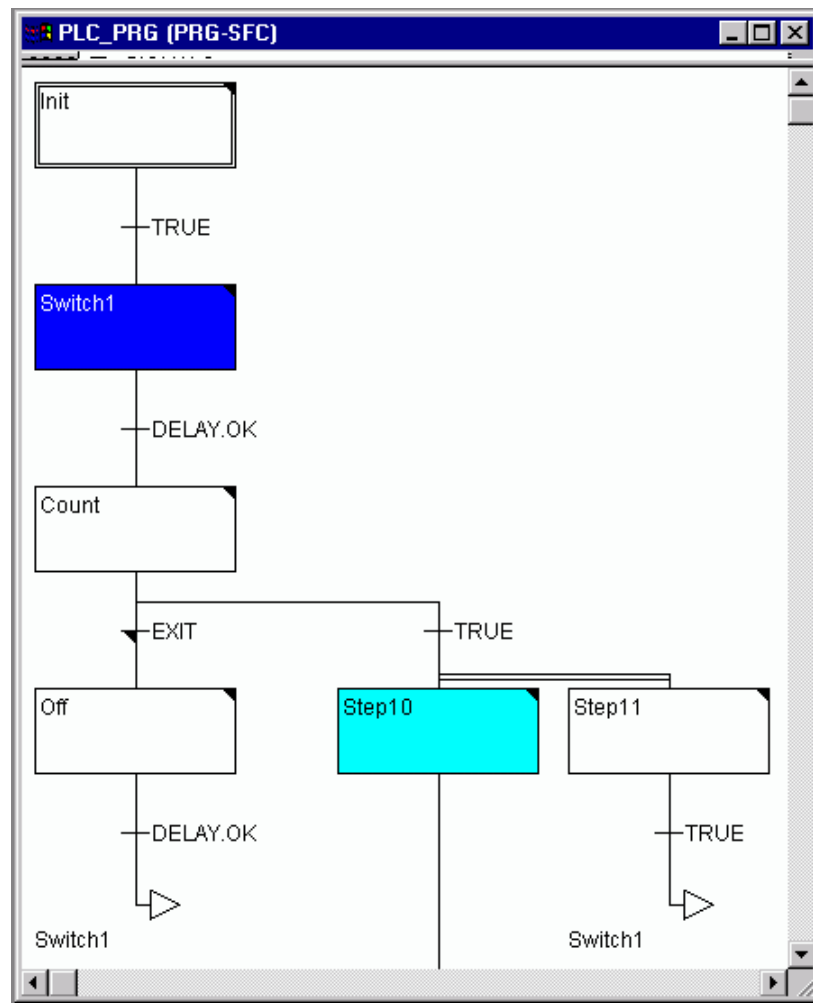 PLC_PRG (PRG-SFC)
Init
TRUE
Switch1
DELAY.OK
Count
EXIT
TRUE
Off
Step10
Step11
DELAY.OK
TRUE
Switch1
Switch1